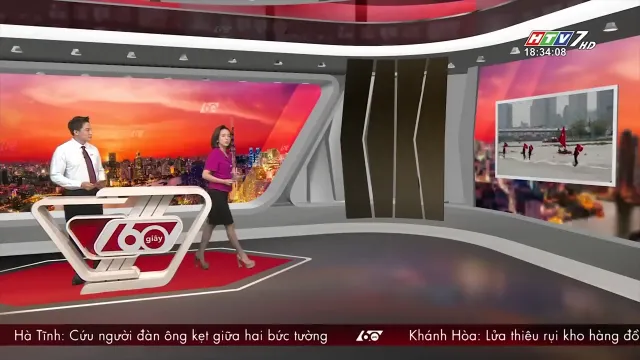 HTV7 HD
18:34:08
60 giây
Hà Tĩnh: Cứu người đàn ông kẹt giữa hai bức tường 60 Khánh Hòa: Lửa thiêu rụi kho hàng đồ